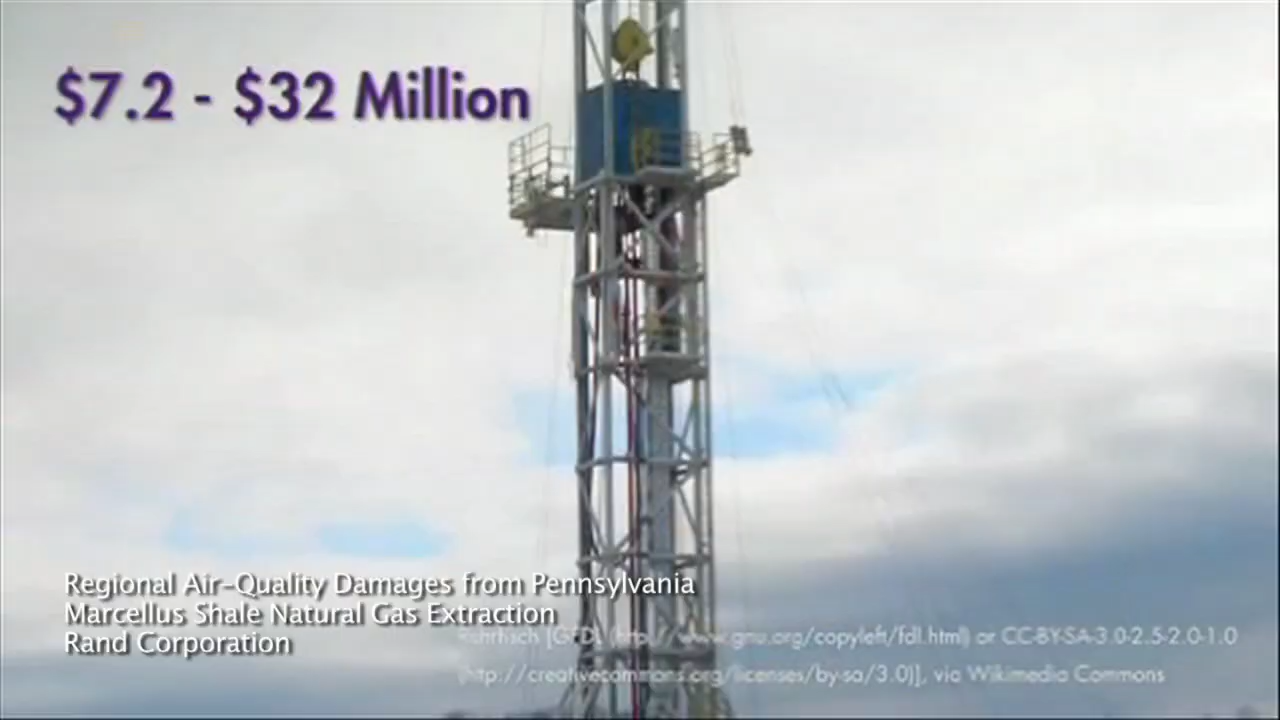 $7.2 - $32 Million
Regional Air-Quality Damages from Pennsylvania
Marcellus Shale Natural Gas Extraction
Rand Corporation
[GFDL (http://www.gnu.org/copyleft/fdl.html) or CC-BY-SA-3.0-2.5-2.0-1.0
(http://creativecommons.org/licenses/by-sa/3.0)], via Wikimedia Commons